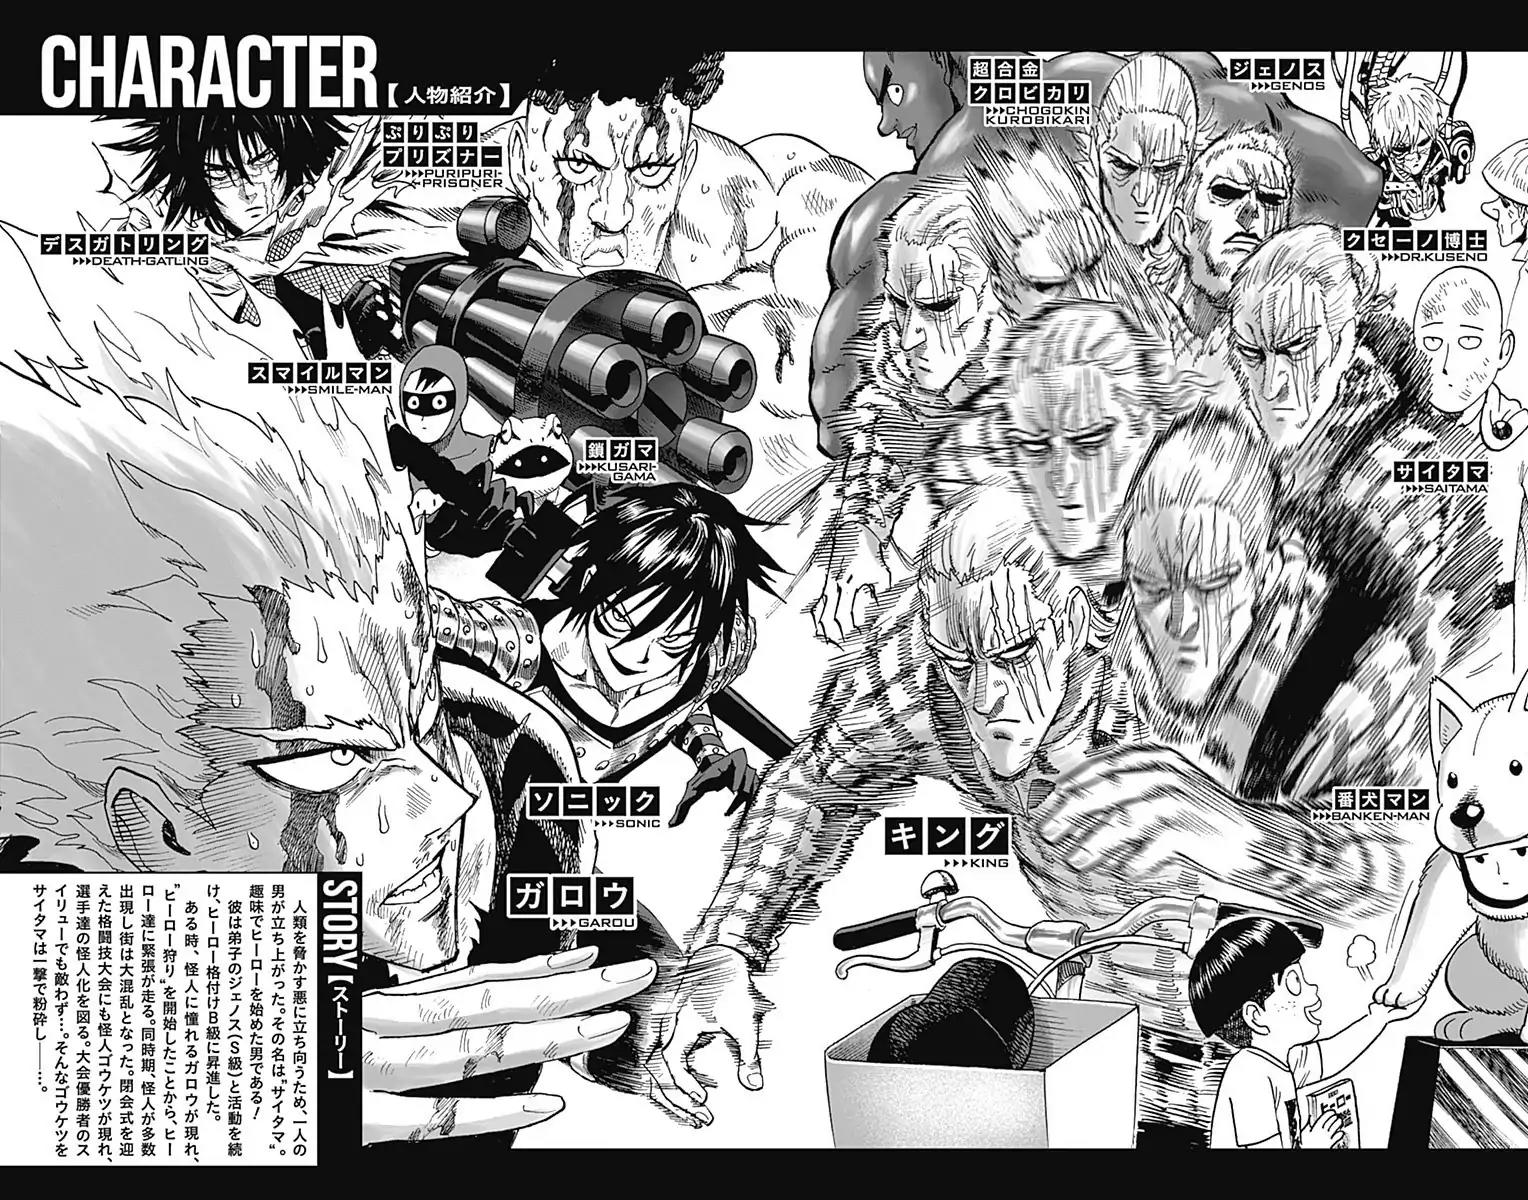 CHARACTER
【人物紹介】
ぷりぷり
プリズナー
PURIPURI-
PRISONER
デスガトリング
DEATH-GATLING
スマイルマン
SMILE-MAN
鎖ガマ
KUSARI-
GAMA
ソニック
SONIC
ガロウ
GAROU
超合金
クロビカリ
CHOGOKIN
KUROBIKARI
ジェノス
GENOS
クセーノ博士
DR.KUSENO
サイタマ
SAITAMA
番犬マン
BANKEN-MAN
キング
KING
ヒーロー
STORY【ストーリー】
人類を脅かす悪に立ち向うため、一人の
男が立ち上がった。その名は〝サイタマ〟。
趣味でヒーローを始めた男である！
彼は弟子のジェノス(S級)と活動を続
け、ヒーロー格付けB級に昇進した。
ある時、怪人に憧れるガロウが現れ、
〝ヒーロー狩り〟を開始したことから、ヒー
ロー達に緊張が走る。同時期、怪人が多数
出現し街は大混乱となった。閉会式を迎
えた格闘技大会にも怪人ゴウケツが現れ、
選手達の怪人化を図る。大会優勝者のス
イリューでも敵わず…。そんなゴウケツを
サイタマは一撃で粉砕し――…。